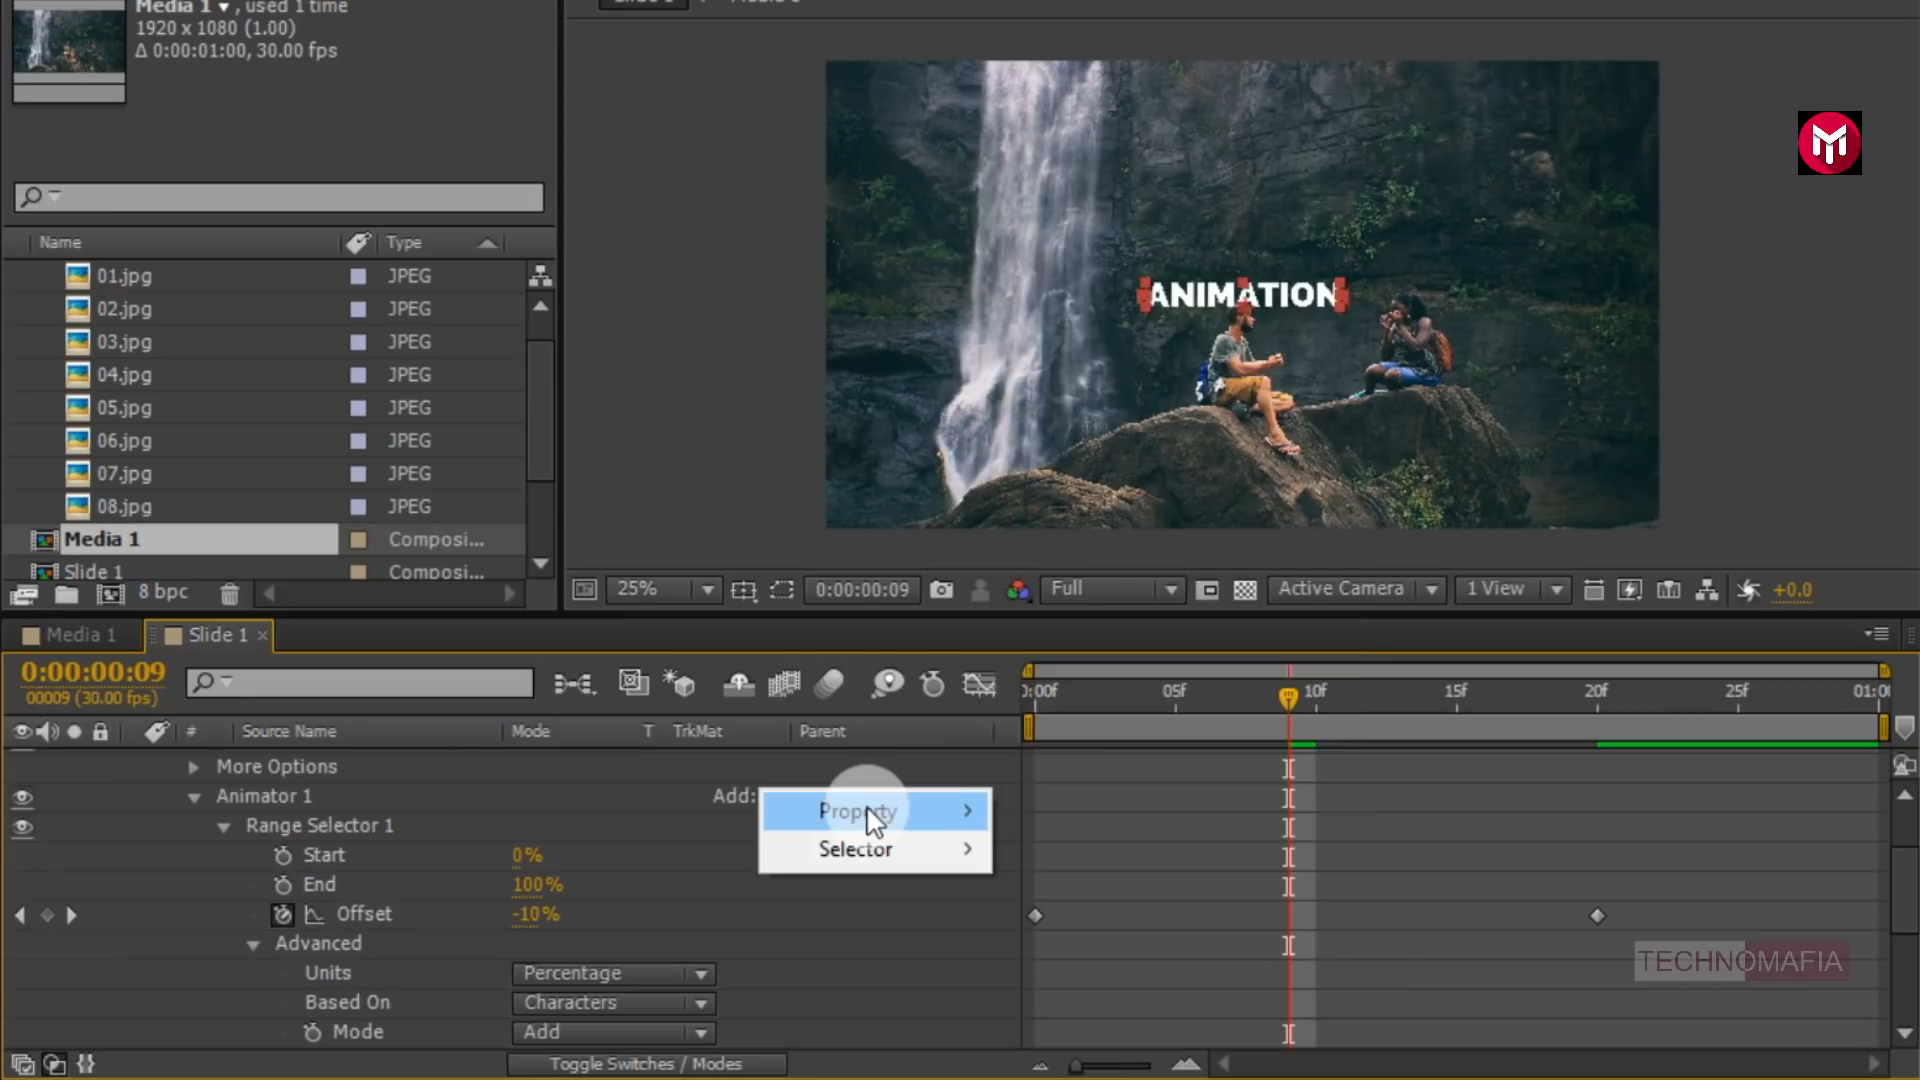 Media 1 ▼, used 1 time
1920 x 1080 (1.00)
Δ 0:00:01:00, 30.00 fps
Name Type
01.jpg JPEG
02.jpg JPEG
03.jpg JPEG
04.jpg JPEG
05.jpg JPEG
06.jpg JPEG
07.jpg JPEG
08.jpg JPEG
Media 1 Composi...
Slide 1 Composi...
8 bpc
ANIMATION
25% 0:00:00:09 Full Active Camera 1 View +0.0
Media 1 Slide 1 ×
0:00:00:09
00009 (30.00 fps)
0:00f 05f 10f 15f 20f 25f 01:00
# Source Name Mode T TrkMat Parent
More Options
Animator 1 Add:
Property
Selector
Range Selector 1
Start 0%
End 100%
Offset -10%
Advanced
Units Percentage
Based On Characters
Mode Add
Toggle Switches / Modes
TECHNOMAFIA